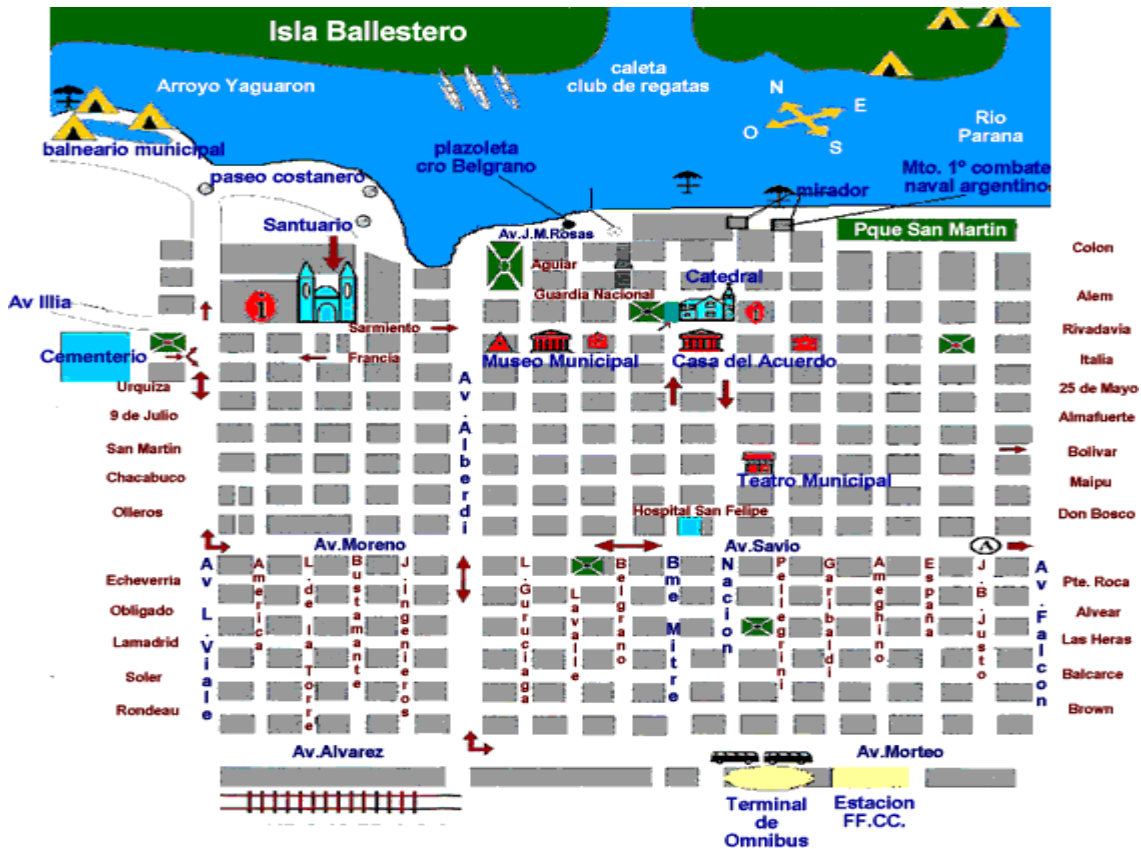 Isla Ballestero
Arroyo Yaguaron
caleta
club de regatas
N
E
O
S
Rio
Parana
balneario municipal
plazoleta
cro Belgrano
paseo costanero
Mto. 1º combate
naval argentino
mirador
Santuario
Av.J.M.Rosas
Pque San Martin
Colon
Aguiar
Catedral
Guardia Nacional
Alem
Av Illia
i
i
Sarmiento
Rivadavia
Cementerio
Francia
Museo Municipal
Casa del Acuerdo
Italia
Urquiza
25 de Mayo
9 de Julio
Almafuerte
San Martin
Bolivar
Chacabuco
Teatro Municipal
Maipu
Olleros
Hospital San Felipe
Don Bosco
Av.Alberdi
Av.Moreno
Av.Savio
A
Echeverria
Pte. Roca
Obligado
Alvear
Lamadrid
Las Heras
Soler
Balcarce
Rondeau
Brown
Av L.Viale
America
L.de la Torre
Bustamante
J.ingenieros
L.Guruciaga
Lavalle
Belgrano
Bme Mitre
Nacion
Pellegrini
Garibaldi
Ameghino
España
J.B.Justo
Av.Falcon
Av.Alvarez
Av.Morteo
Terminal
de
Omnibus
Estacion
FF.CC.